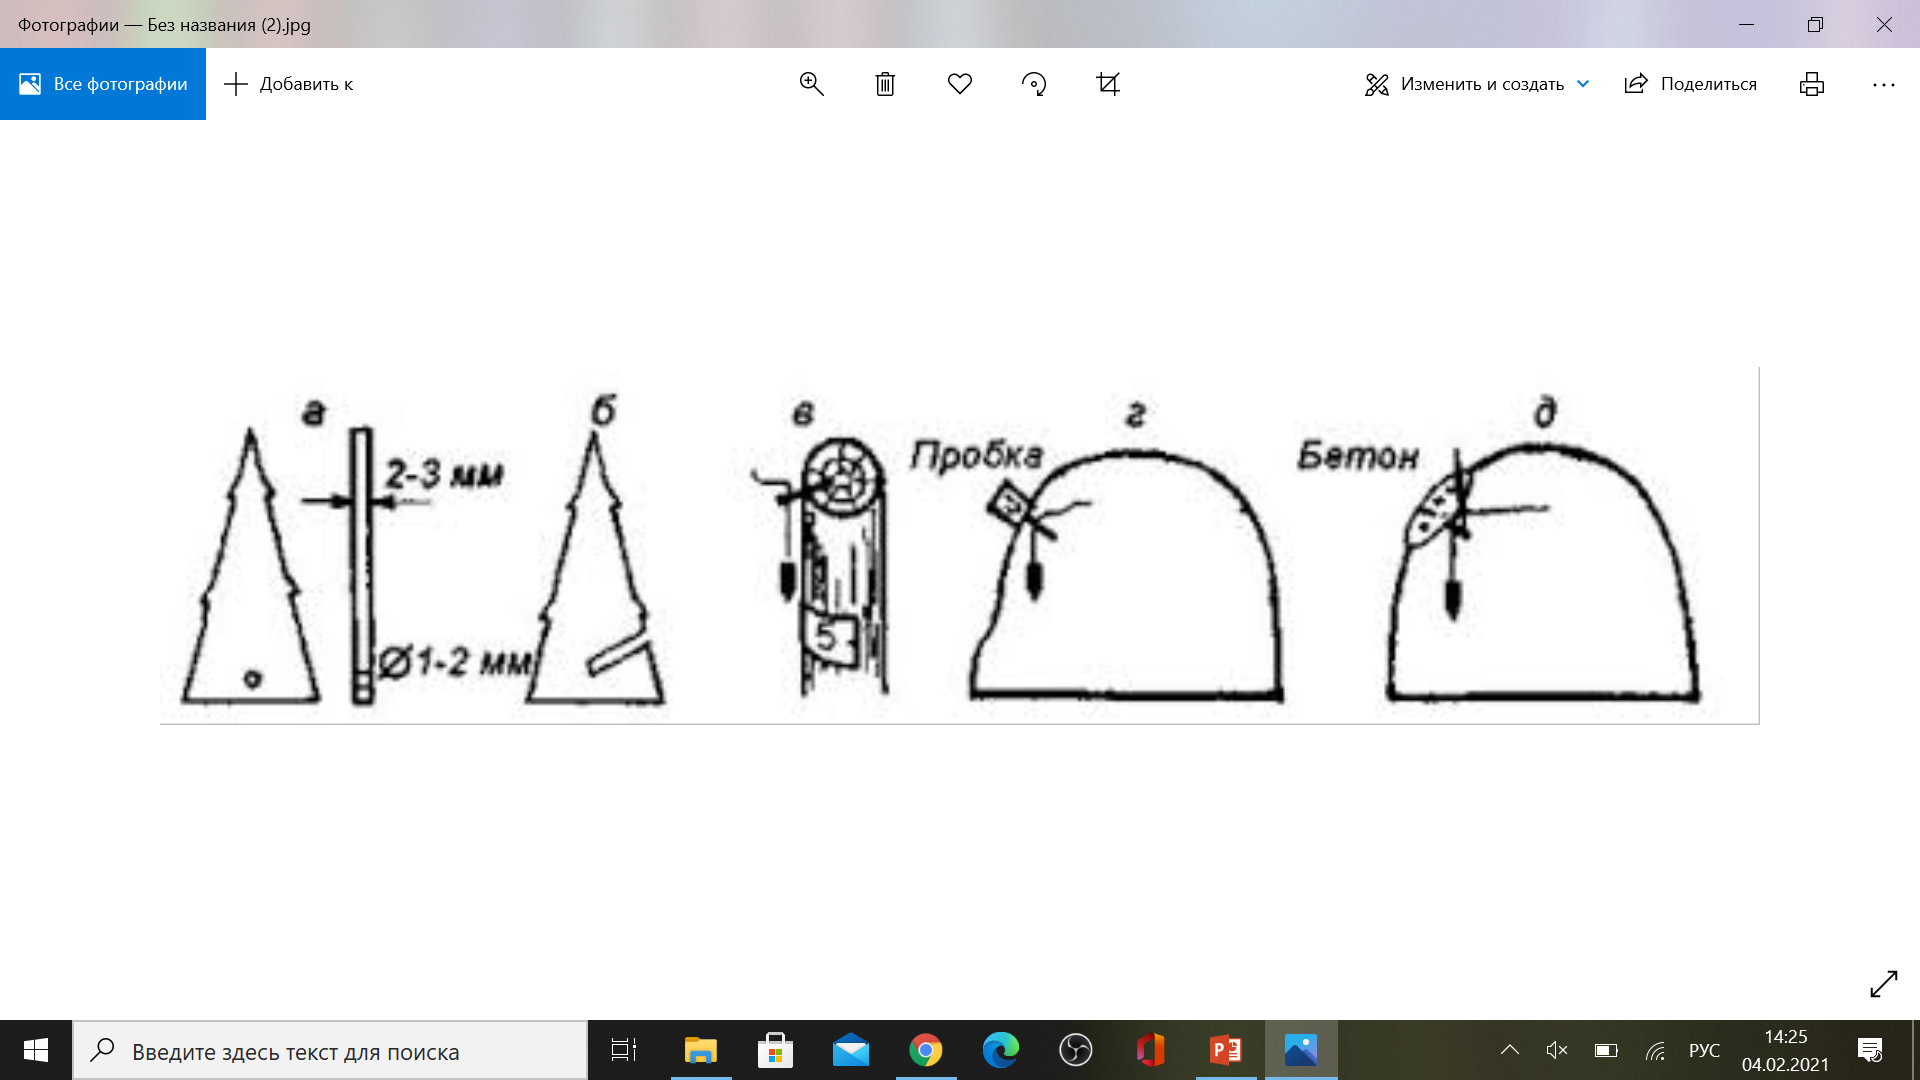 Фотографии — Без названия (2).jpg
Все фотографии
Добавить к
Изменить и создать
Поделиться
а
б
в
г
д
2-3 мм
Ø1-2 мм
5
Пробка
Бетон
Введите здесь текст для поиска
РУС
14:25
04.02.2021